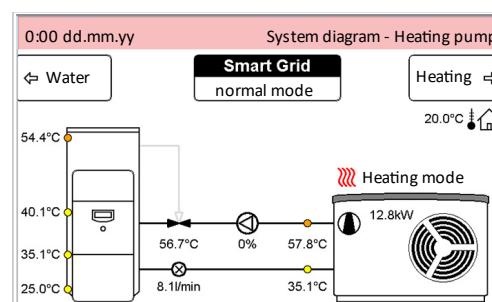 0:00 dd.mm.yy System diagram - Heating pump
Water
Smart Grid
normal mode
Heating
20.0°C
54.4°C
Heating mode
40.1°C
12.8kW
56.7°C 0% 57.8°C
35.1°C
8.1l/min 35.1°C
25.0°C